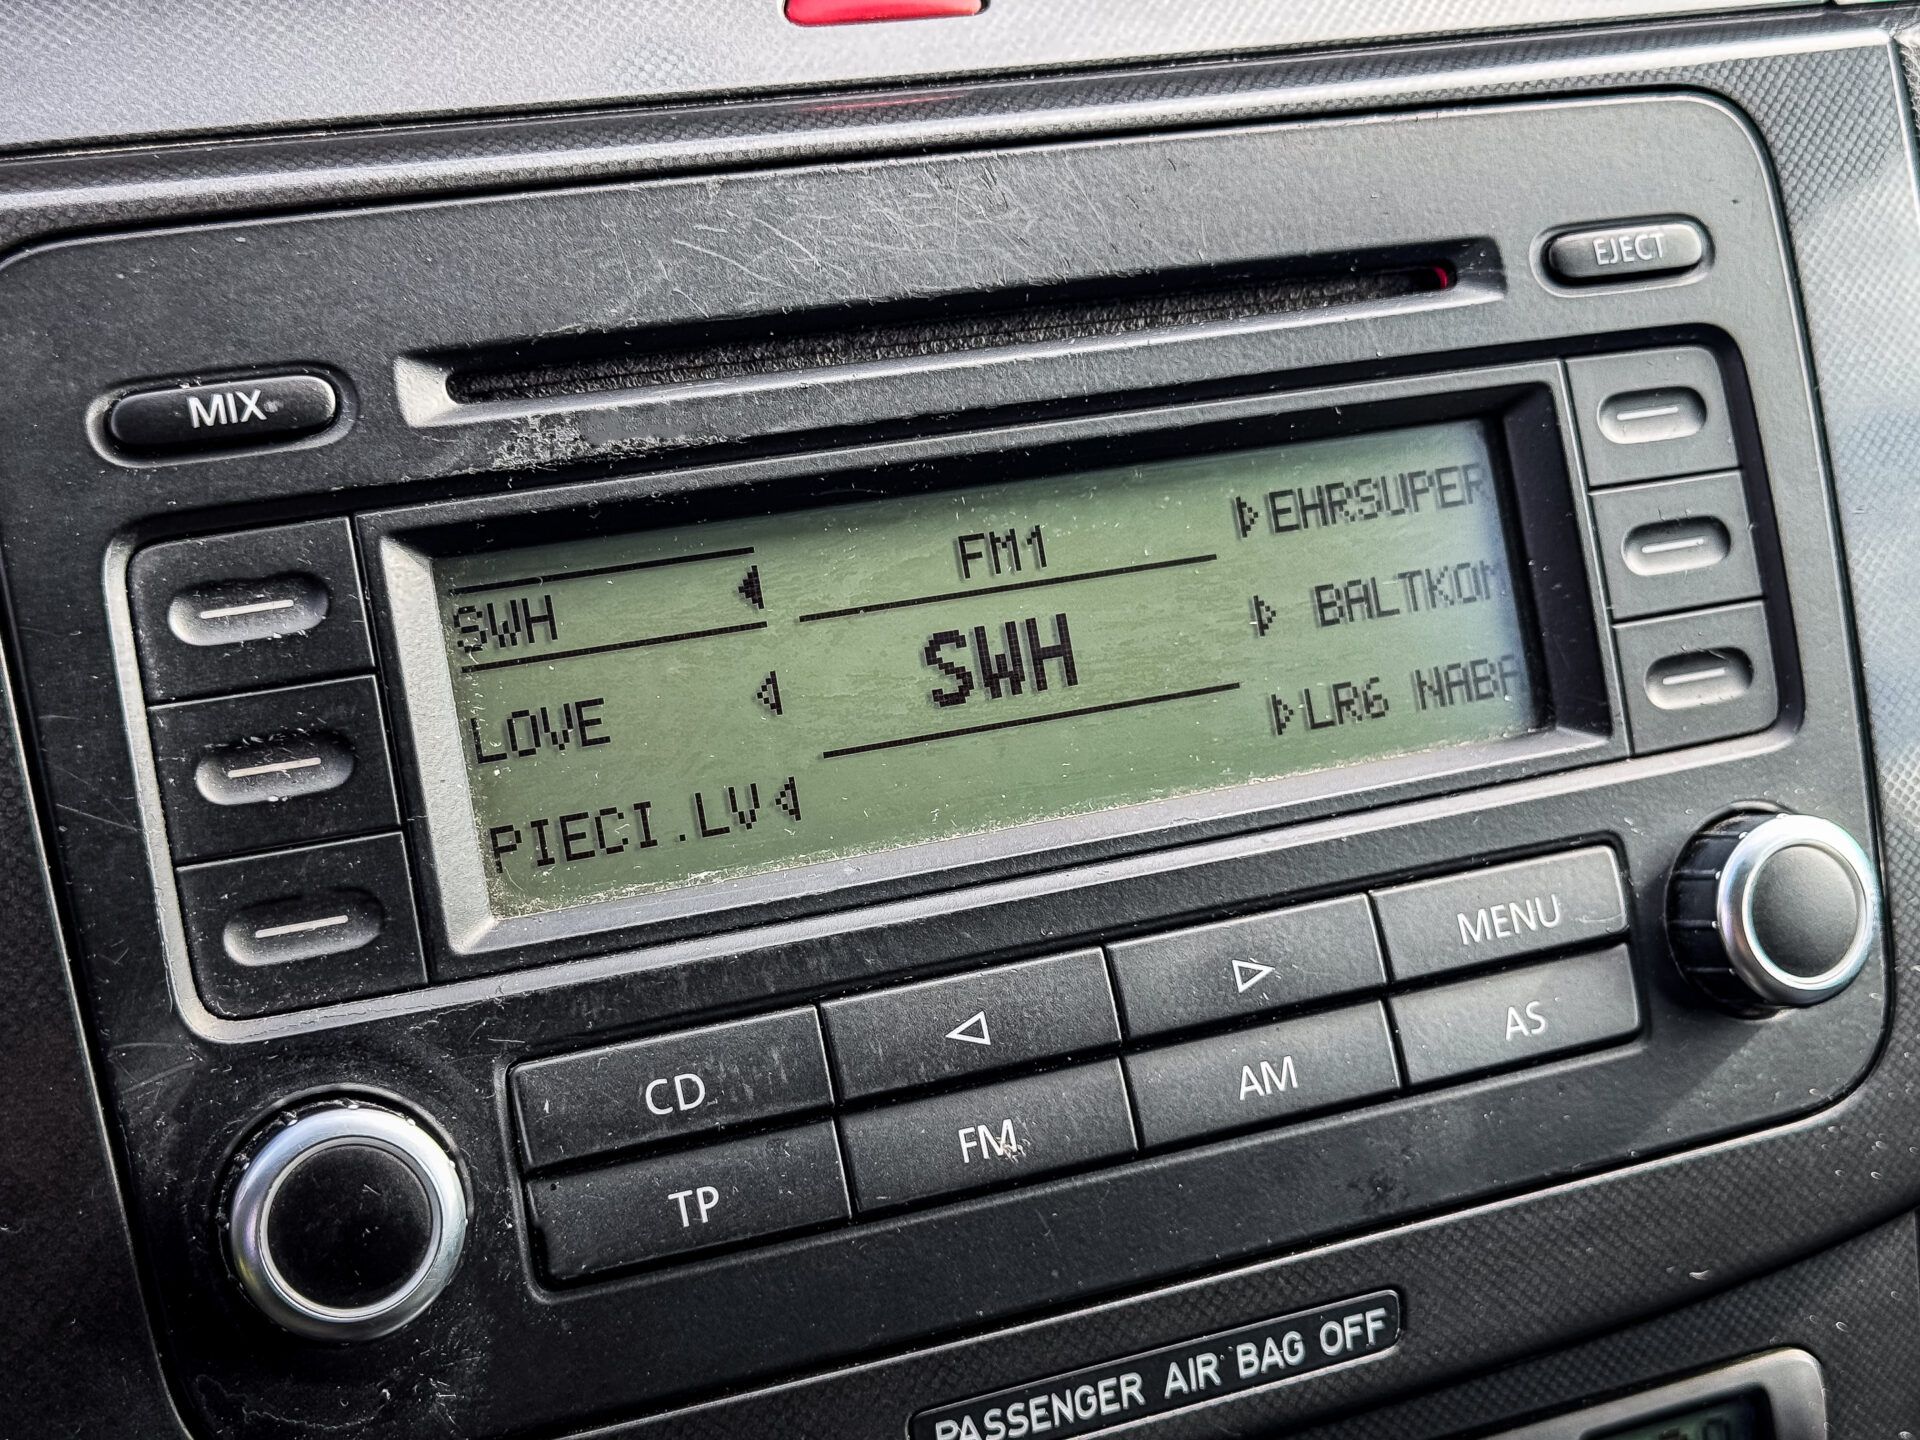 EJECT
MIX
FM1
EHRSUPER
SWH
SWH
BALTKOM
LOVE
LR6 NABA
PIECI.LV
MENU
CD
AS
AM
FM
TP
PASSENGER AIR BAG OFF